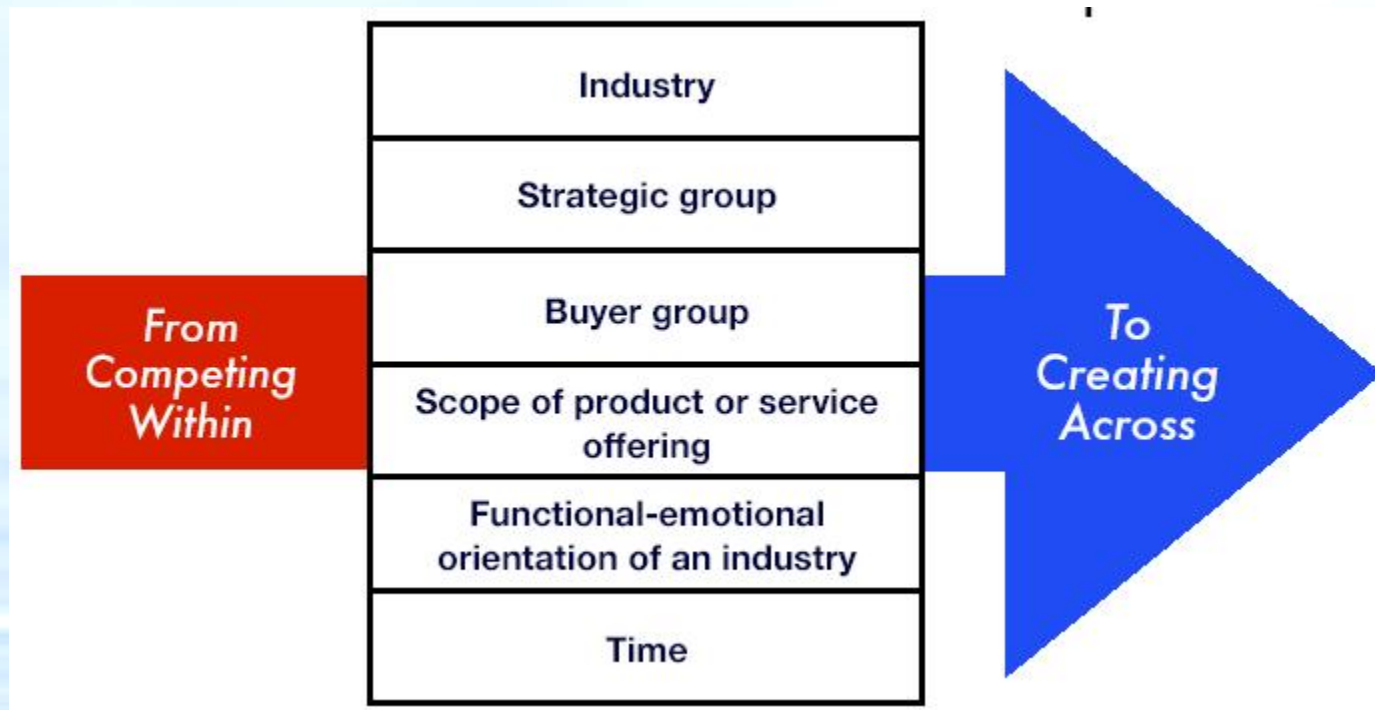 Industry
Strategic group
Buyer group
Scope of product or service
offering
Functional-emotional
orientation of an industry
Time
From
Competing
Within
To
Creating
Across